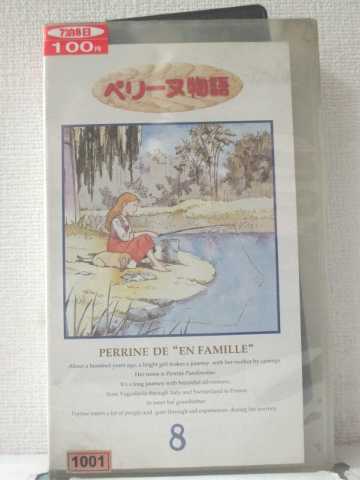 7泊8日
100円
ペリーヌ物語
PERRINE DE "EN FAMILLE"
About a hundred years ago, a bright girl makes a journey with her mother by carriage.
Her name is Perrine Paindavoine.
It's a long journey with beautiful adventures,
from Yugoslavia through Italy and Switzerland to France
to meet her grandfather.
Perrine meets a lot of people and goes through sad experiences during her journey.
8
1001